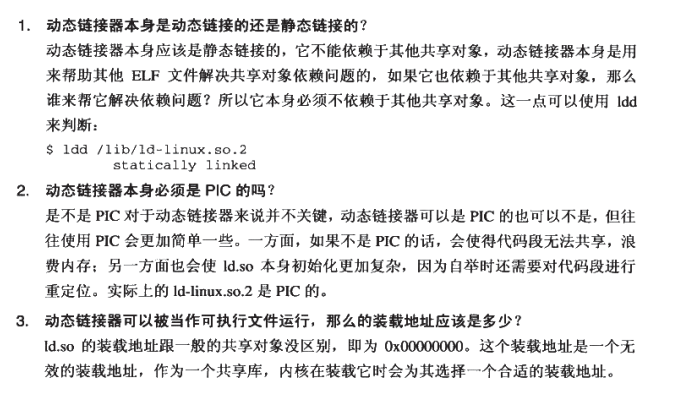 1. 动态链接器本身是动态链接的还是静态链接的？
动态链接器本身应该是静态链接的，它不能依赖于其他共享对象，动态链接器本身是用
来帮助其他 ELF 文件解决共享对象依赖问题的，如果它也依赖于其他共享对象，那么
谁来帮它解决依赖问题？所以它本身必须不依赖于其他共享对象。这一点可以使用 ldd
来判断：
$ ldd /lib/ld-linux.so.2
statically linked
2. 动态链接器本身必须是 PIC 的吗？
是不是 PIC 对于动态链接器来说并不关键，动态链接器可以是 PIC 的也可以不是，但往
往使用 PIC 会更加简单一些。一方面，如果不是 PIC 的话，会使得代码段无法共享，浪
费内存；另一方面也会使 ld.so 本身初始化更加复杂，因为自举时还需要对代码段进行
重定位。实际上的 ld-linux.so.2 是 PIC 的。
3. 动态链接器可以被当作可执行文件运行，那么的装载地址应该是多少？
ld.so 的装载地址跟一般的共享对象没区别，即为 0x00000000。这个装载地址是一个无
效的装载地址，作为一个共享库，内核在装载它时会为其选择一个合适的装载地址。